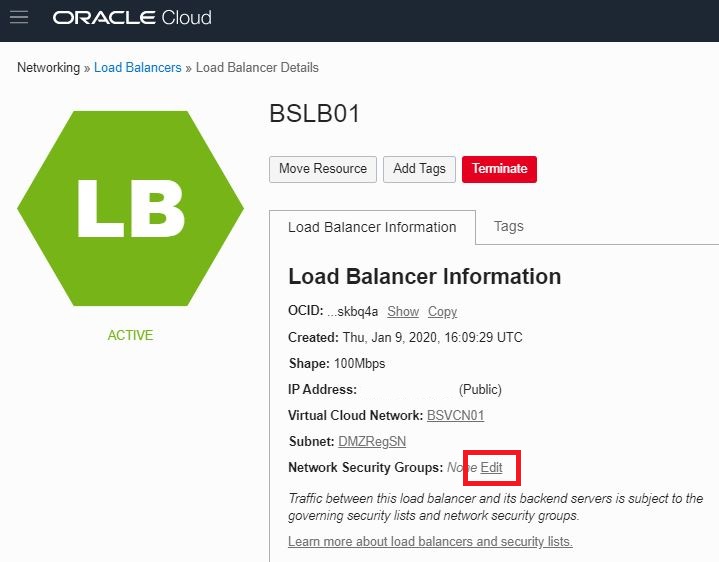 ORACLE Cloud
Networking » Load Balancers » Load Balancer Details
BSLB01
Move Resource Add Tags Terminate
LB
ACTIVE
Load Balancer Information Tags
Load Balancer Information
OCID: ...skbq4a Show Copy
Created: Thu, Jan 9, 2020, 16:09:29 UTC
Shape: 100Mbps
IP Address: (Public)
Virtual Cloud Network: BSVCN01
Subnet: DMZRegSN
Network Security Groups: None Edit
Traffic between this load balancer and its backend servers is subject to the
governing security lists and network security groups.
Learn more about load balancers and security lists.